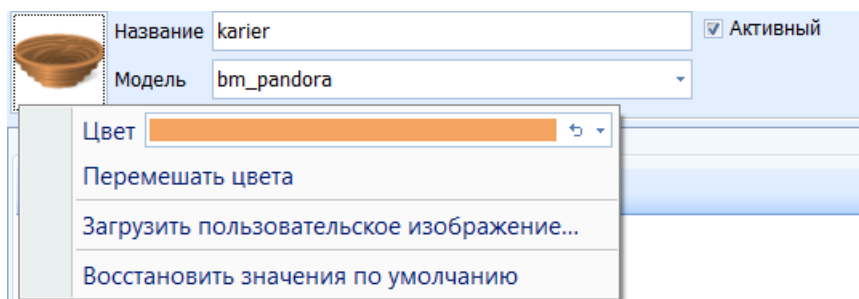 Название karier Активный
Модель bm_pandora
Цвет
Перемешать цвета
Загрузить пользовательское изображение...
Восстановить значения по умолчанию